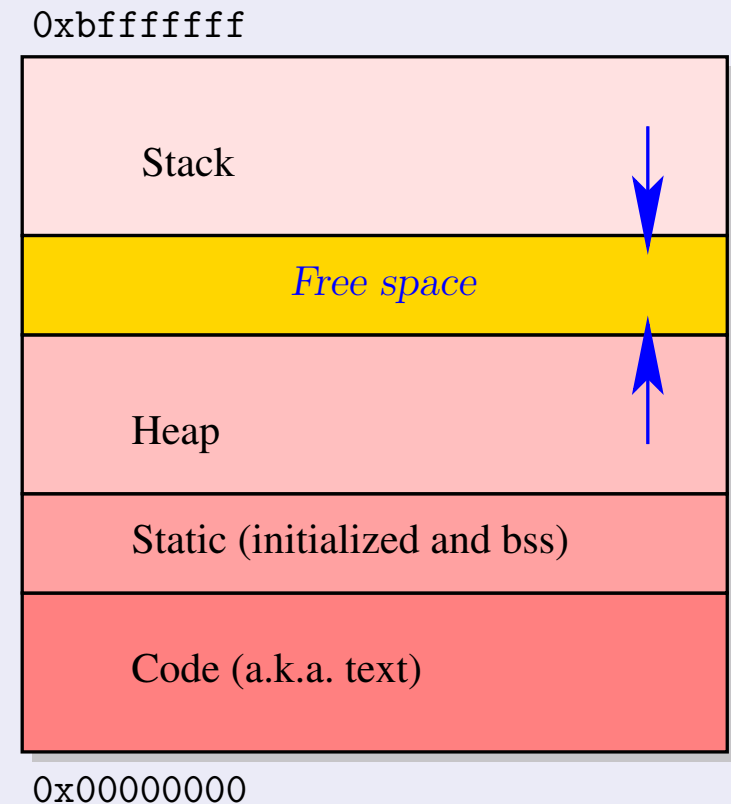 0xbfffffff
Stack
Free space
Heap
Static (initialized and bss)
Code (a.k.a. text)
0x00000000